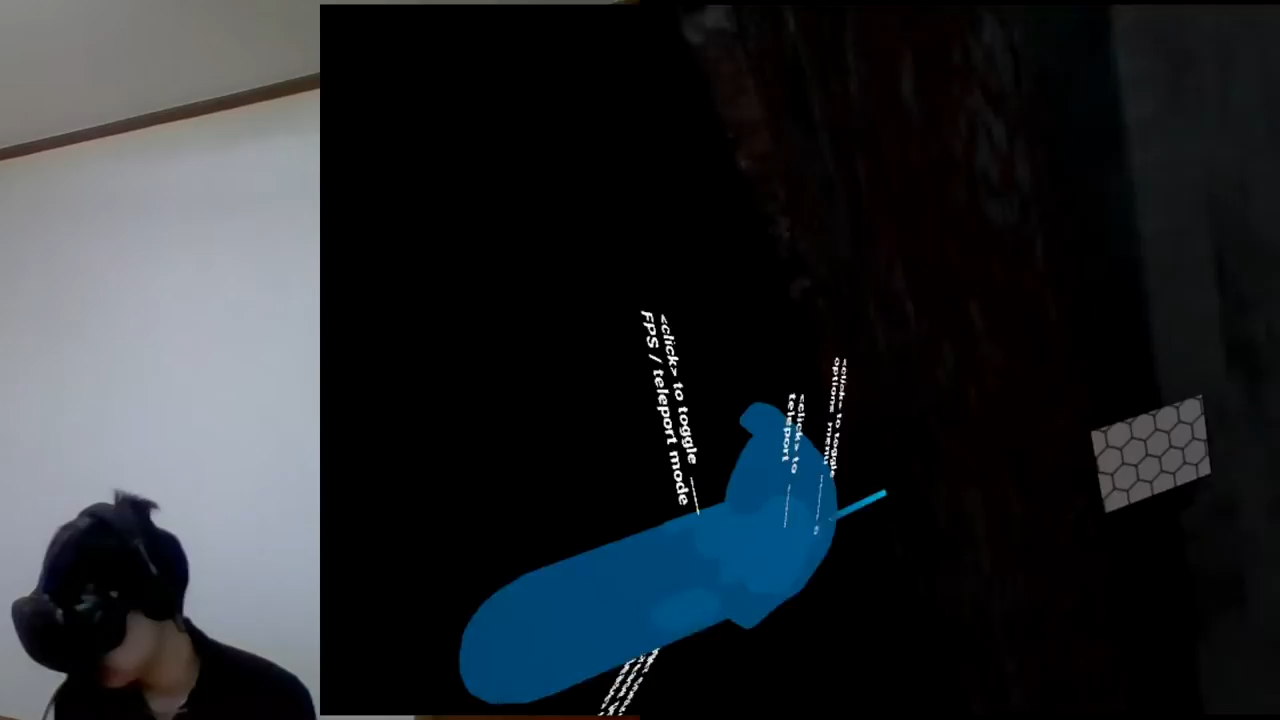 <click> to toggle
FPS / teleport mode
<click> to
teleport
<click> to toggle
options menu